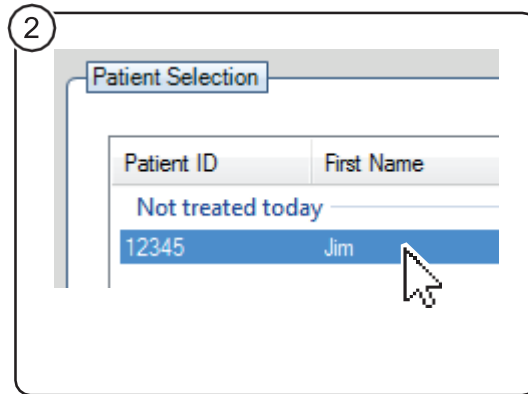 2
Patient Selection
Patient ID First Name
Not treated today
12345 Jim